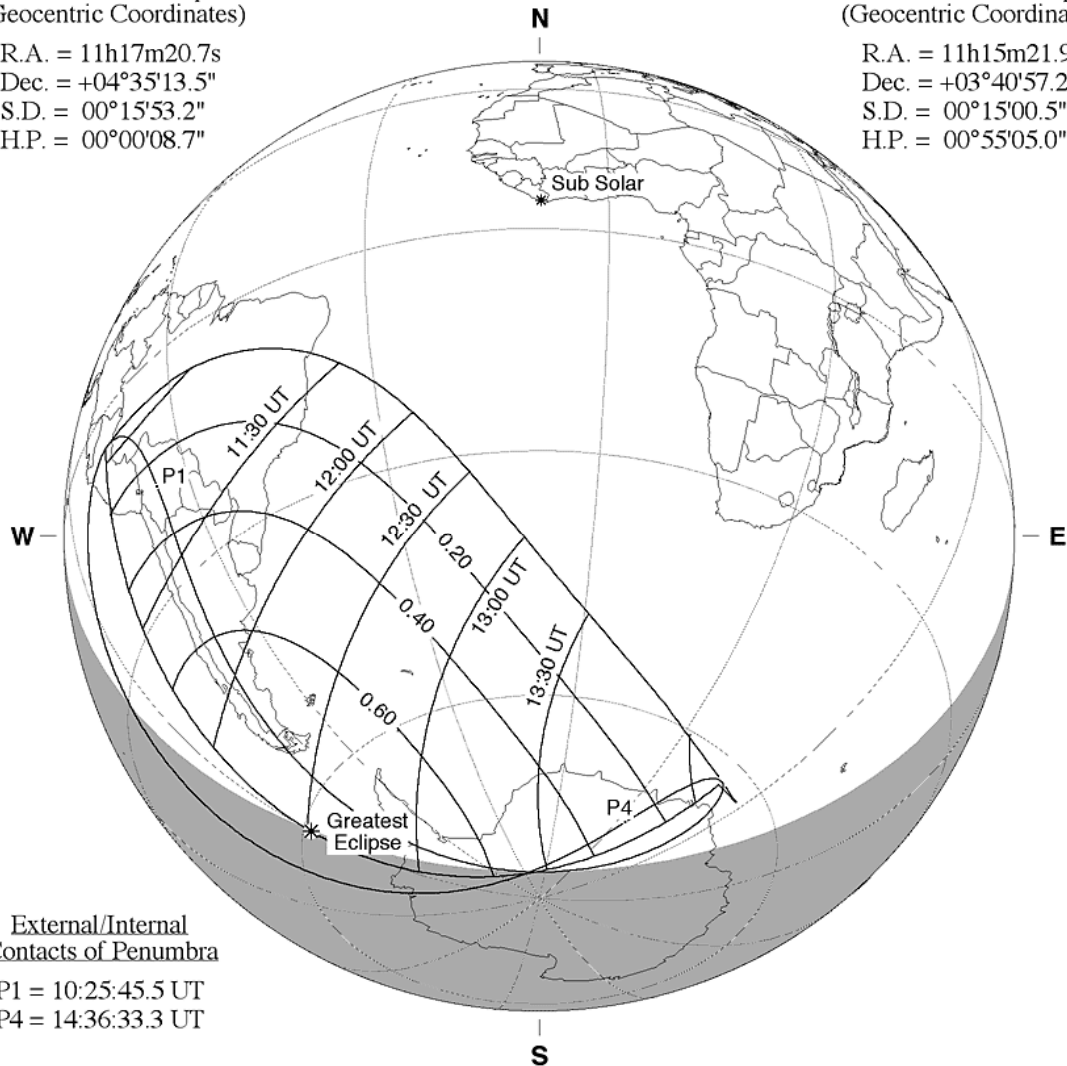 Geocentric Coordinates)
R.A. = 11h17m20.7s
Dec. = +04°35'13.5"
S.D. = 00°15'53.2"
H.P. = 00°00'08.7"
N
(Geocentric Coordina
R.A. = 11h15m21.9
Dec. = +03°40'57.2
S.D. = 00°15'00.5"
H.P. = 00°55'05.0"
Sub Solar
11:30 UT
12:00 UT
P1
12:30 UT
W
E
0.20
13:00 UT
0.40
13:30 UT
0.60
P4
Greatest
Eclipse
External/Internal
Contacts of Penumbra
P1 = 10:25:45.5 UT
P4 = 14:36:33.3 UT
S